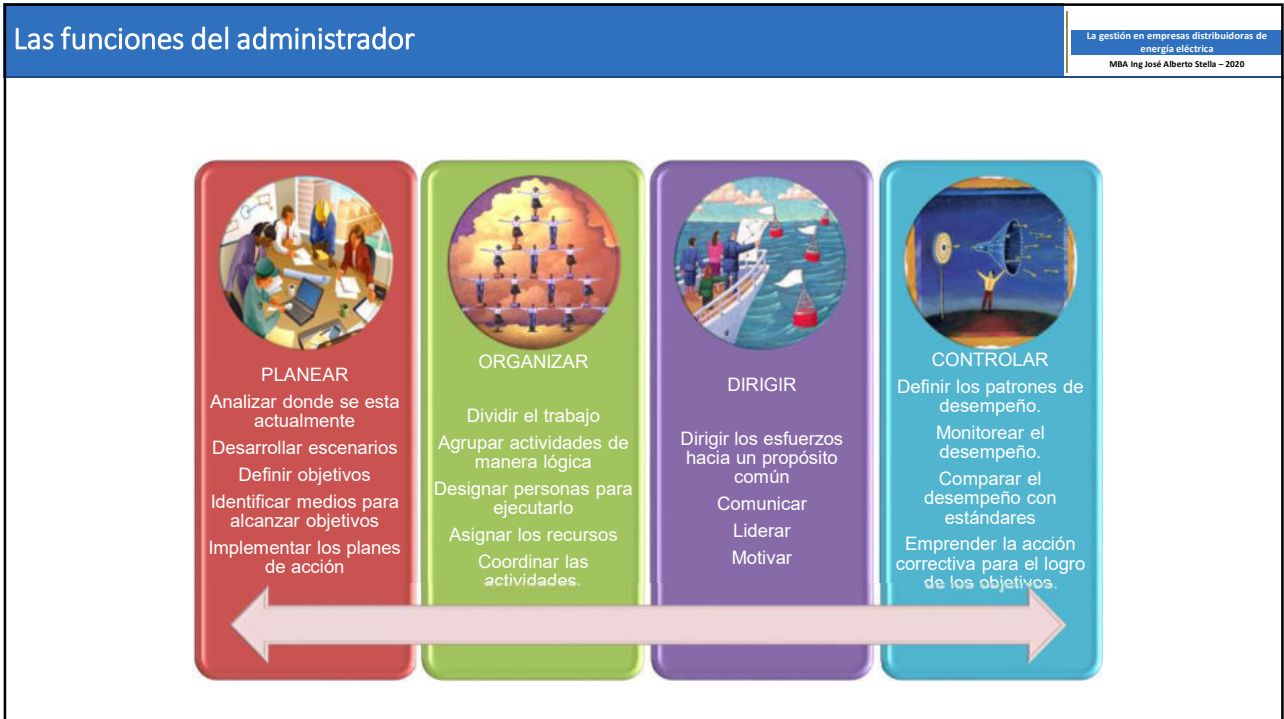 Las funciones del administrador
La gestión en empresas distribuidoras de
energía eléctrica
MBA Ing José Alberto Stella – 2020
PLANEAR
Analizar donde se esta
actualmente
Desarrollar escenarios
Definir objetivos
Identificar medios para
alcanzar objetivos
Implementar los planes
de acción
ORGANIZAR
Dividir el trabajo
Agrupar actividades de
manera lógica
Designar personas para
ejecutarlo
Asignar los recursos
Coordinar las
actividades.
DIRIGIR
Dirigir los esfuerzos
hacia un propósito
común
Comunicar
Liderar
Motivar
CONTROLAR
Definir los patrones de
desempeño.
Monitorear el
desempeño.
Comparar el
desempeño con
estándares
Emprender la acción
correctiva para el logro
de los objetivos.